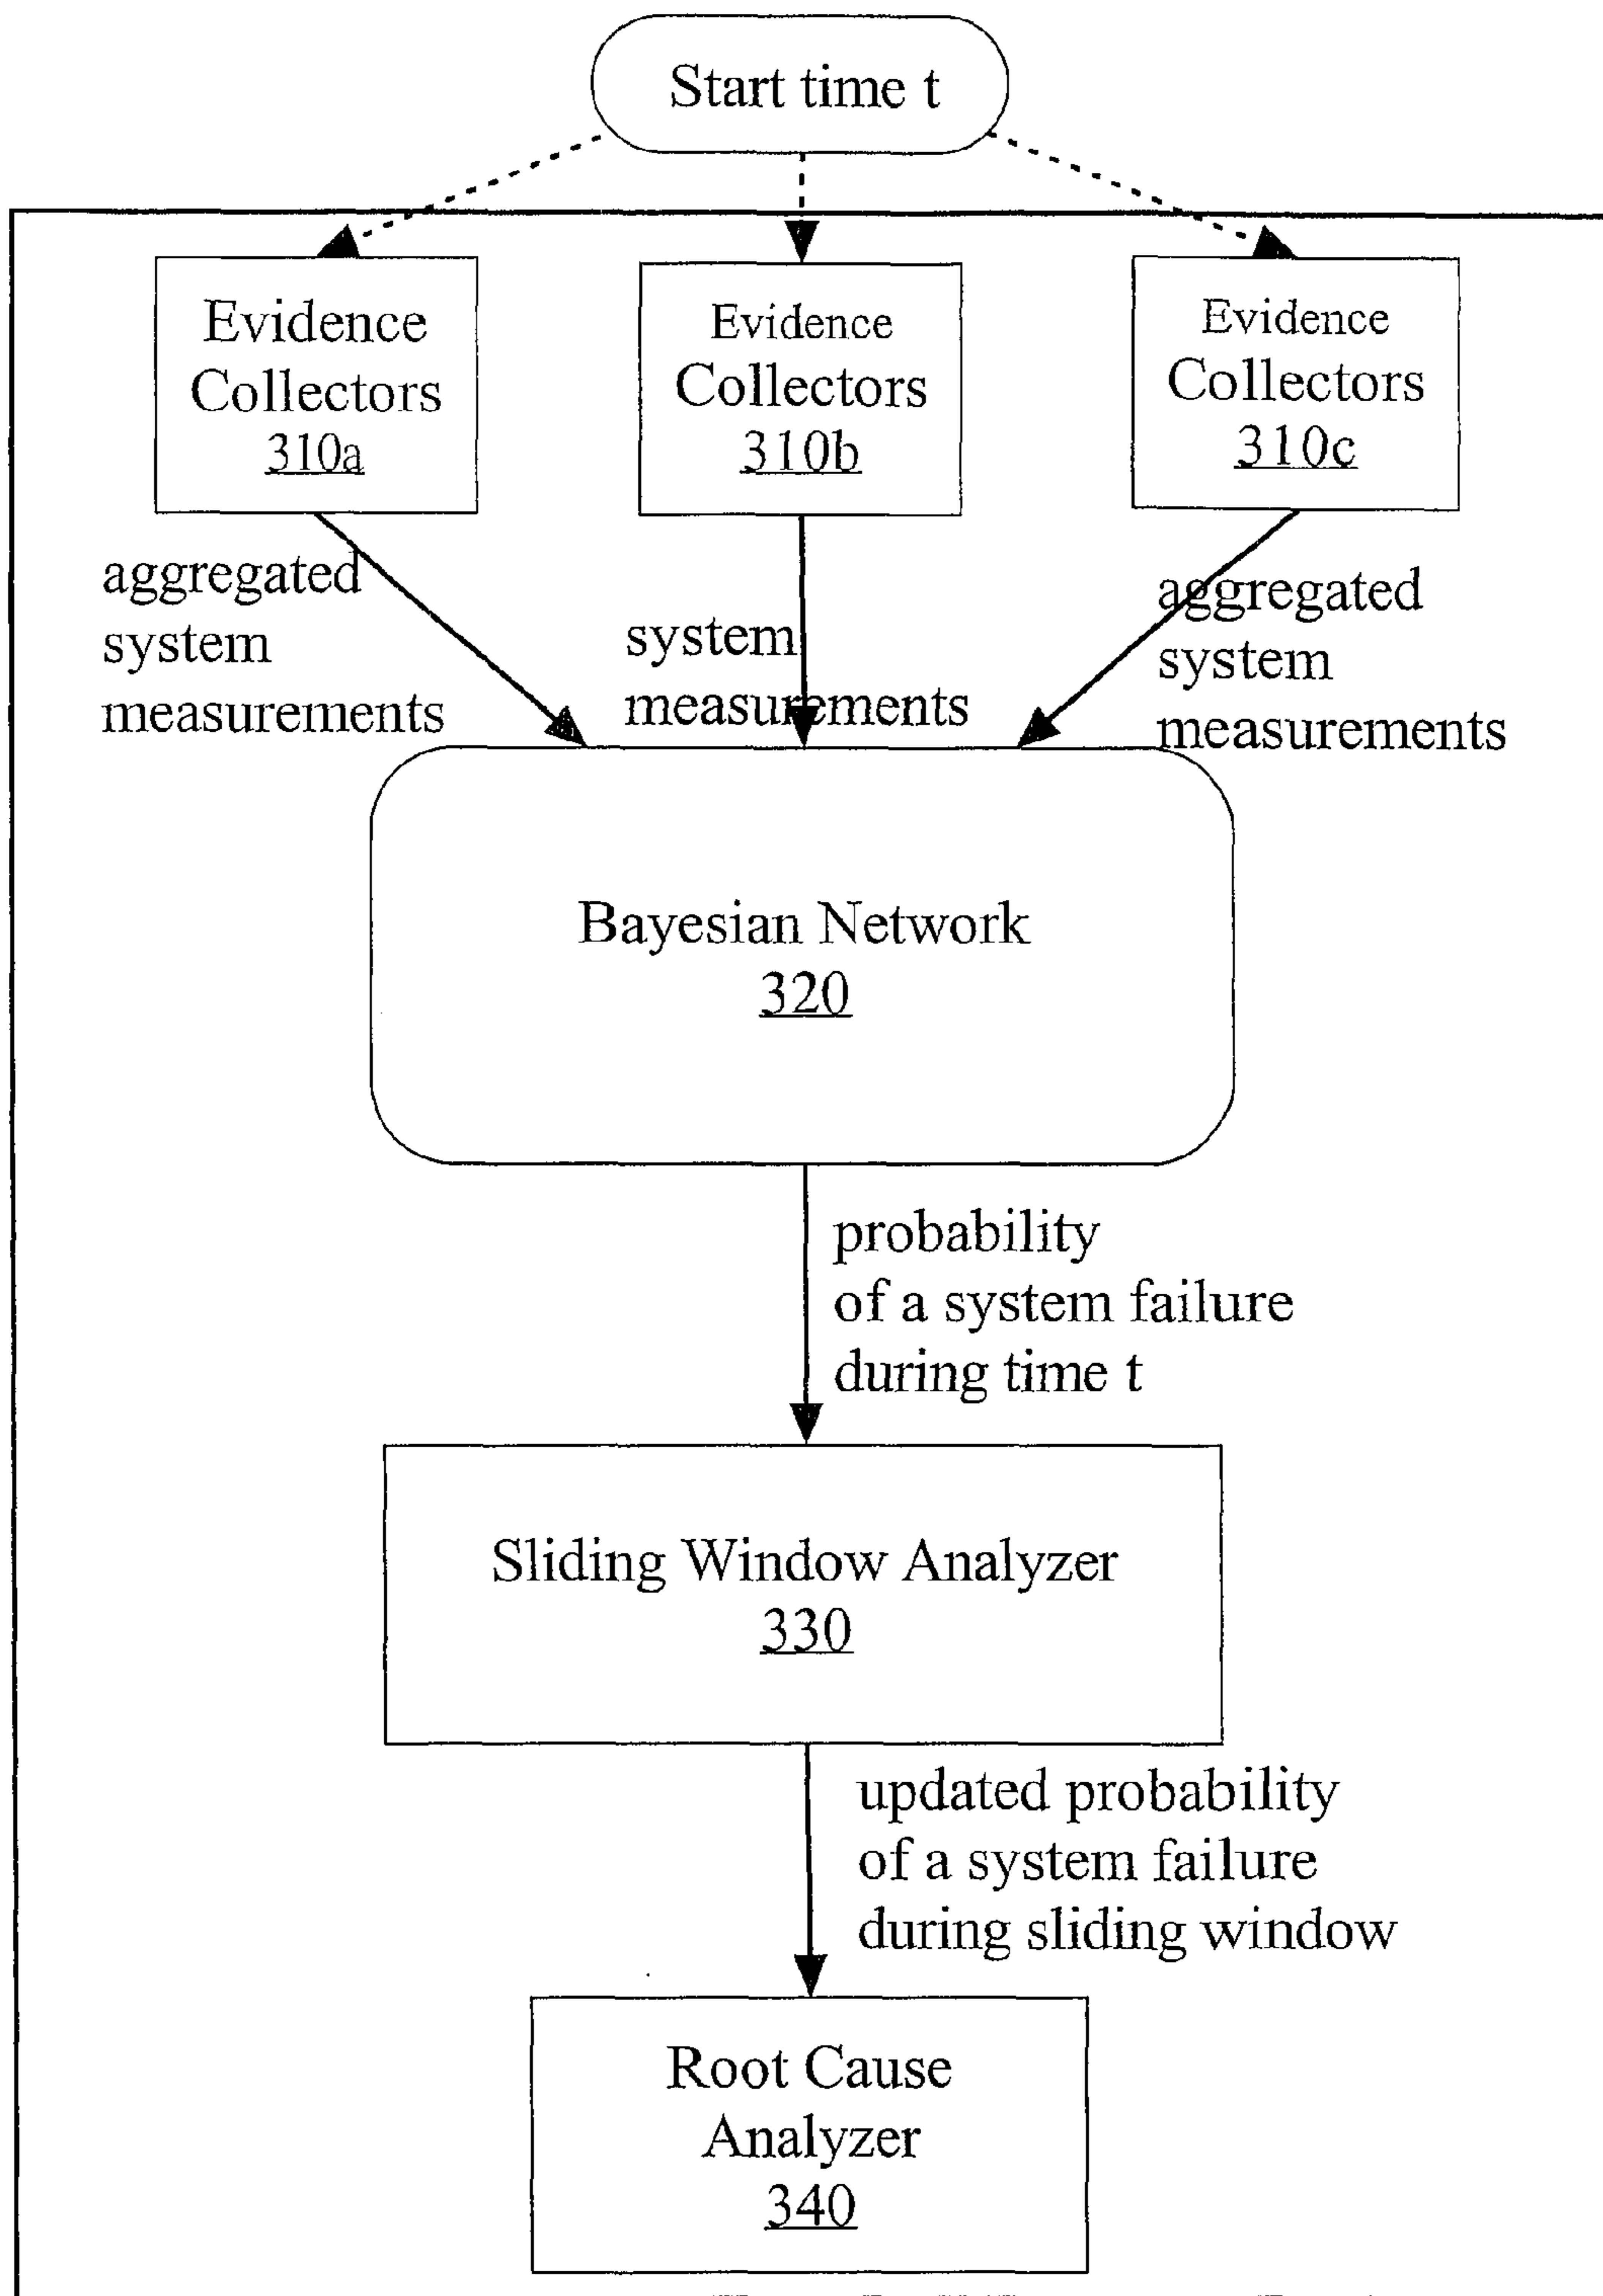 Start time t
Evidence
Collectors
310a
Evidence
Collectors
310b
Evidence
Collectors
310c
aggregated
system
measurements
system
measurements
aggregated
system
measurements
Bayesian Network
320
probability
of a system failure
during time t
Sliding Window Analyzer
330
updated probability
of a system failure
during sliding window
Root Cause
Analyzer
340